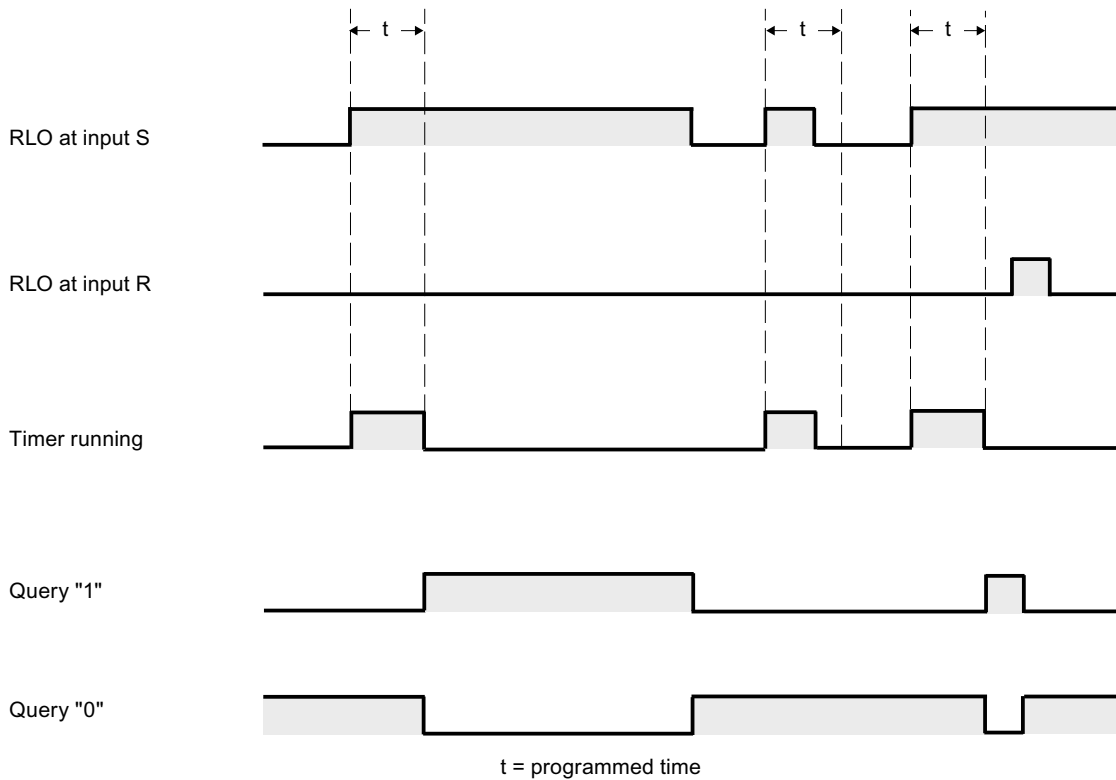 t t t
RLO at input S
RLO at input R
Timer running
Query "1"
Query "0"
t = programmed time